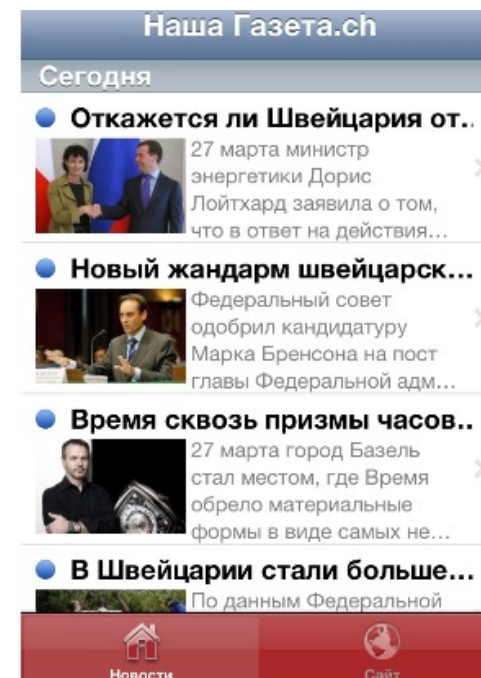 Наша Газета.ch
Сегодня
Откажется ли Швейцария от..
27 марта министр
энергетики Дорис
Лойтхард заявила о том,
что в ответ на действия...
Новый жандарм швейцарск...
Федеральный совет
одобрил кандидатуру
Марка Бренсона на пост
главы Федеральной адм...
Время сквозь призмы часов..
27 марта город Базель
стал местом, где Время
обрело материальные
формы в виде самых не...
В Швейцарии стали больше...
По данным Федеральной
Новости
Сайт